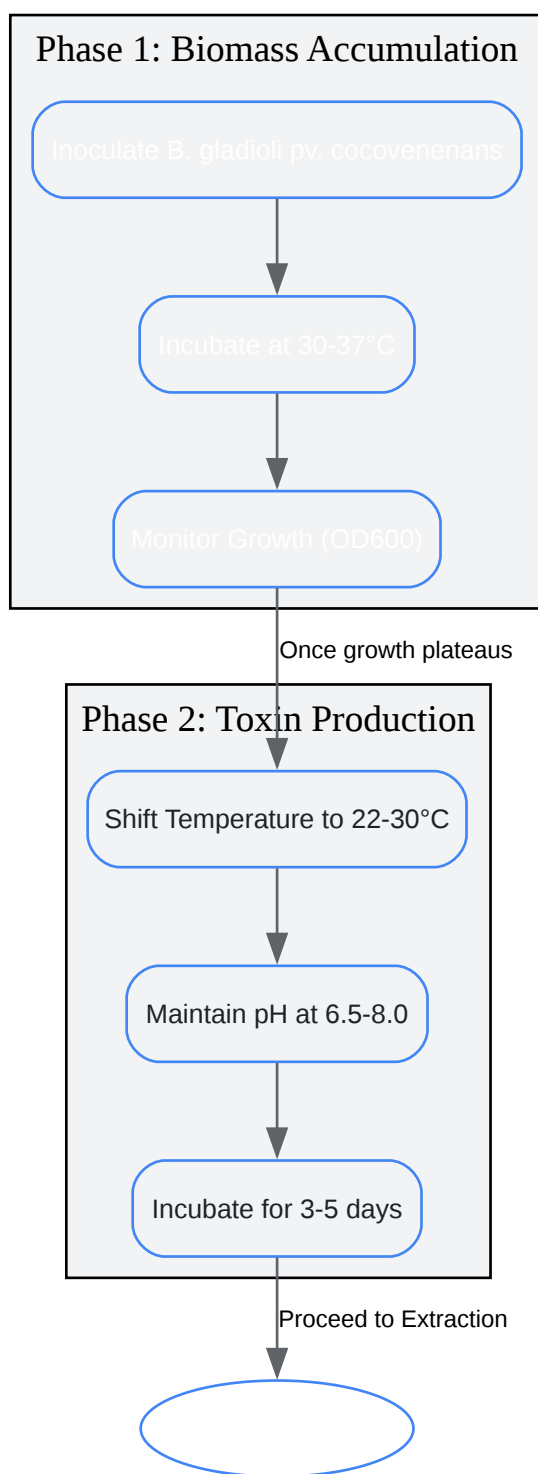 Phase 1: Biomass Accumulation
Inoculate B. gladioli pv. cocovenenans
Incubate at 30-37°C
Monitor Growth (OD600)
Once growth plateaus
Phase 2: Toxin Production
Shift Temperature to 22-30°C
Maintain pH at 6.5-8.0
Incubate for 3-5 days
Proceed to Extraction